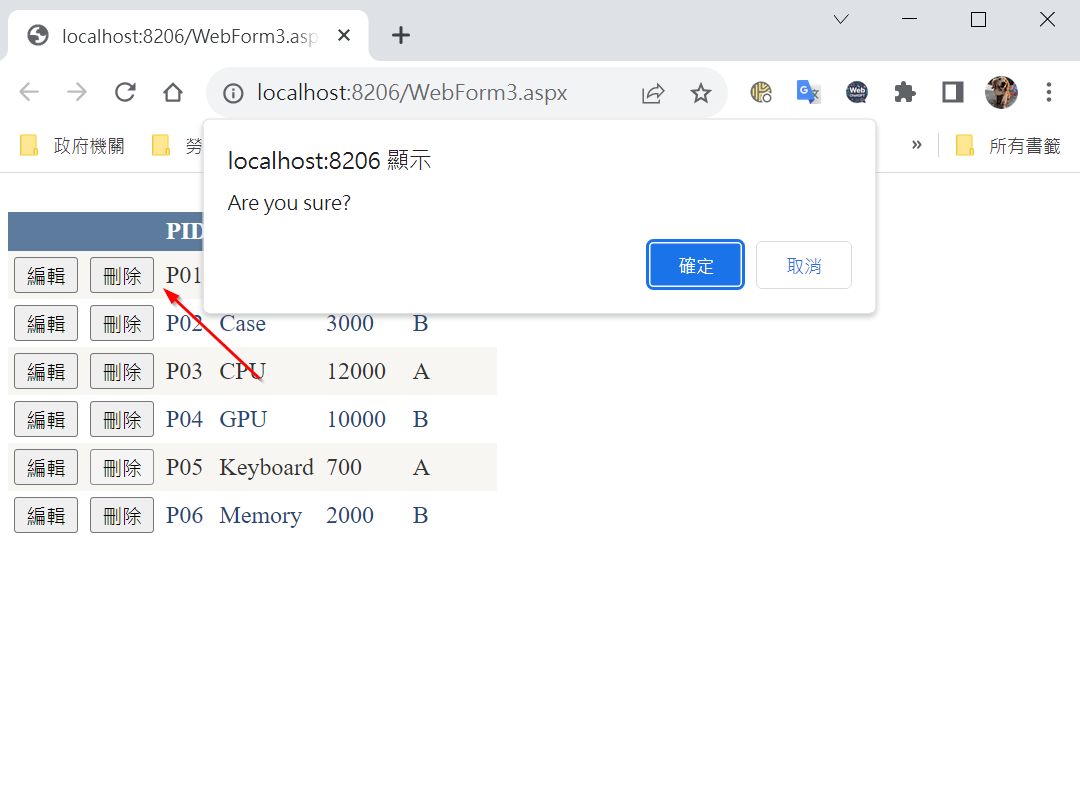 localhost:8206/WebForm3.asp
localhost:8206/WebForm3.aspx
政府機關
勞
所有書籤
localhost:8206 顯示
Are you sure?
確定 取消
PID
編輯 刪除 P01
編輯 刪除 P02 Case 3000 B
編輯 刪除 P03 CPU 12000 A
編輯 刪除 P04 GPU 10000 B
編輯 刪除 P05 Keyboard 700 A
編輯 刪除 P06 Memory 2000 B